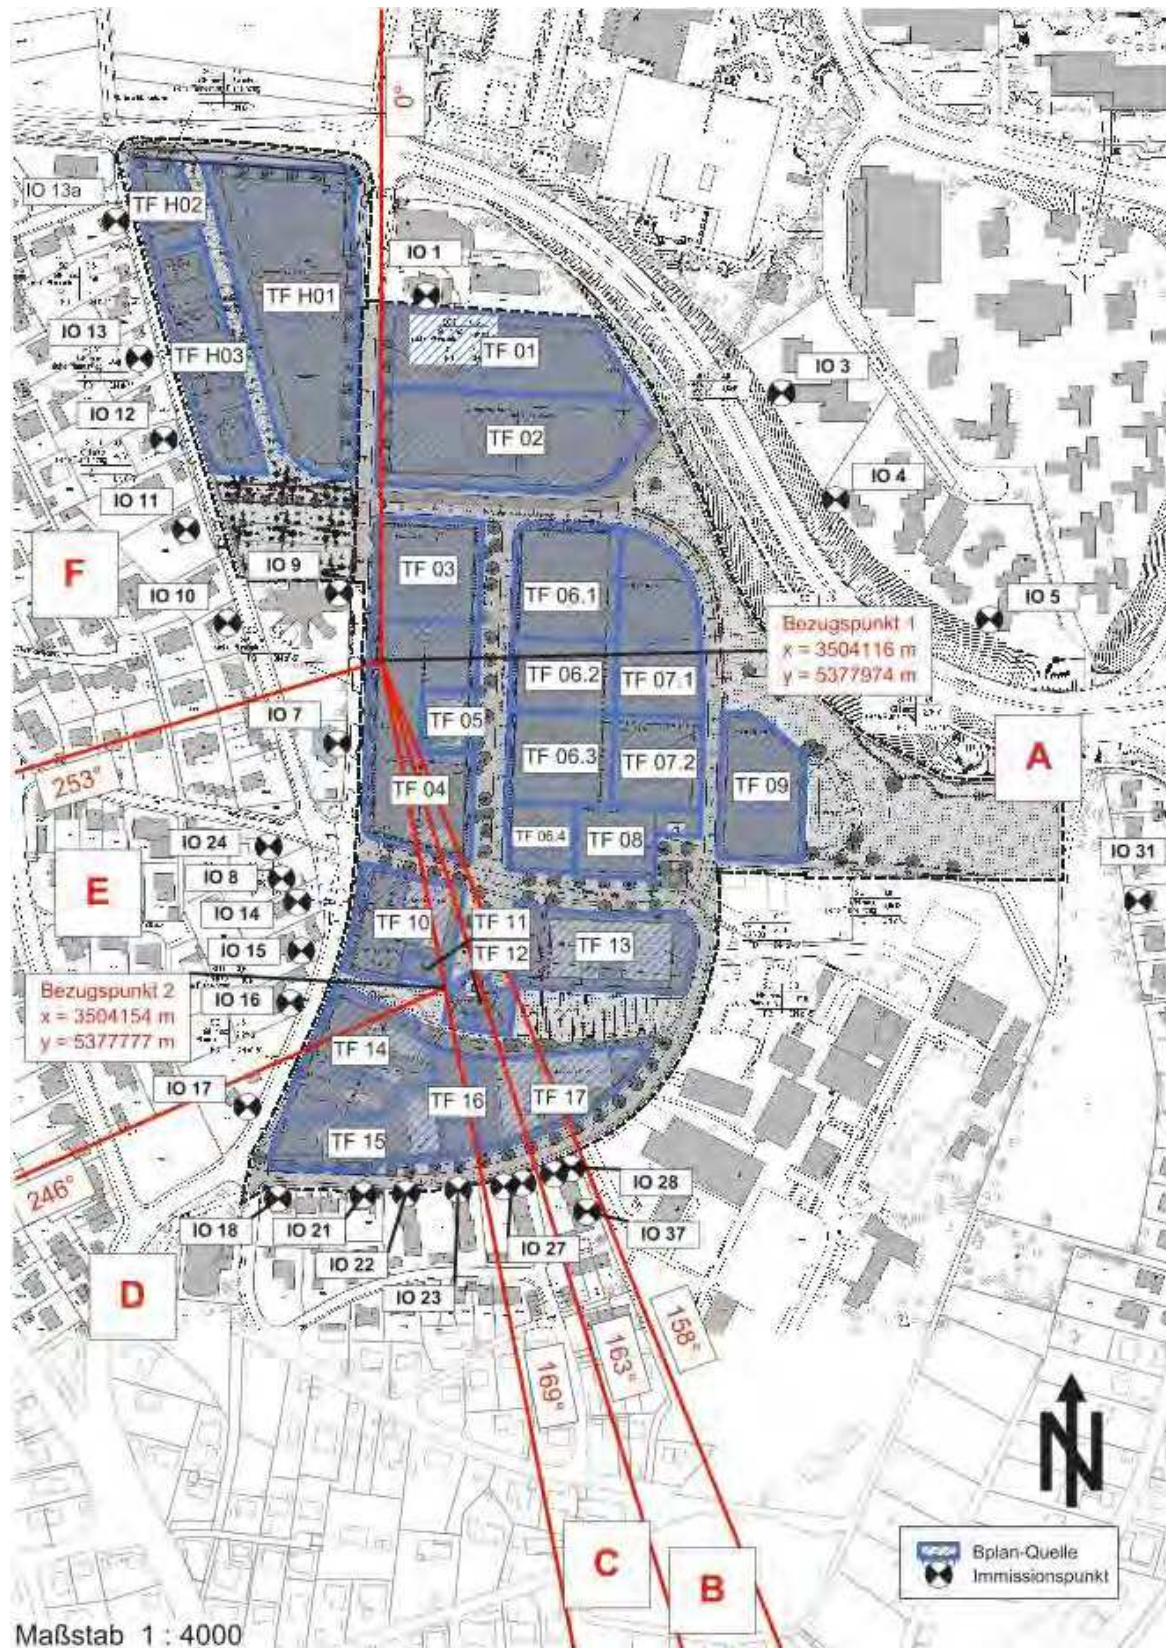 0°
IO 13a
TF H02
IO 1
TF H01
IO 13
TF H03
TF 01
IO 3
IO 12
TF 02
IO 4
IO 11
F
IO 9
TF 03
IO 10
TF 06.1
IO 5
Bezugspunkt 1
x = 3504116 m
y = 5377974 m
TF 06.2
TF 07.1
IO 7
TF 05
253°
TF 06.3
TF 07.2
A
TF 04
TF 09
IO 24
TF 06.4
TF 08
IO 8
IO 31
E
IO 14
TF 10
TF 11
IO 15
TF 12
TF 13
Bezugspunkt 2
x = 3504154 m
y = 5377777 m
IO 16
TF 14
IO 17
TF 16
TF 17
TF 15
246°
IO 28
IO 18
IO 21
IO 37
IO 27
IO 22
D
IO 23
158°
163°
169°
N
C
B
Bplan-Quelle
Immissionspunkt
Maßstab 1 : 4000